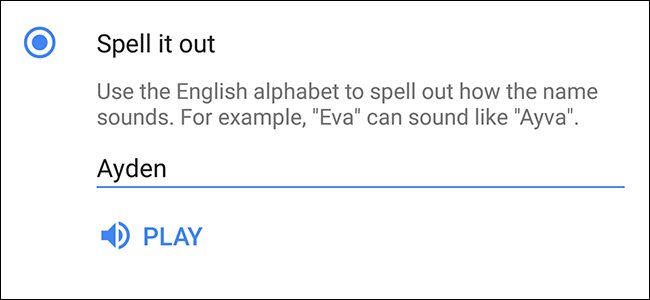 Spell it out
Use the English alphabet to spell out how the name
sounds. For example, "Eva" can sound like "Ayva".
Ayden
PLAY